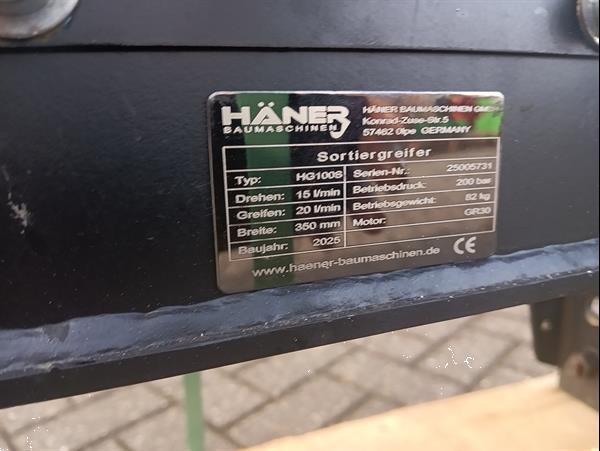 HÄNER
BAUMASCHINEN
HÄNER BAUMASCHINEN GMBH
Konrad-Zuse-Str.5
57462 Olpe GERMANY
Sortiergreifer
Typ: HG100S Serien-Nr.: 25005731
Drehen: 15 l/min Betriebsdruck: 200 bar
Greifen: 20 l/min Betriebsgewicht: 82 kg
Breite: 350 mm Motor: GR30
Baujahr: 2025
www.haener-baumaschinen.de CE